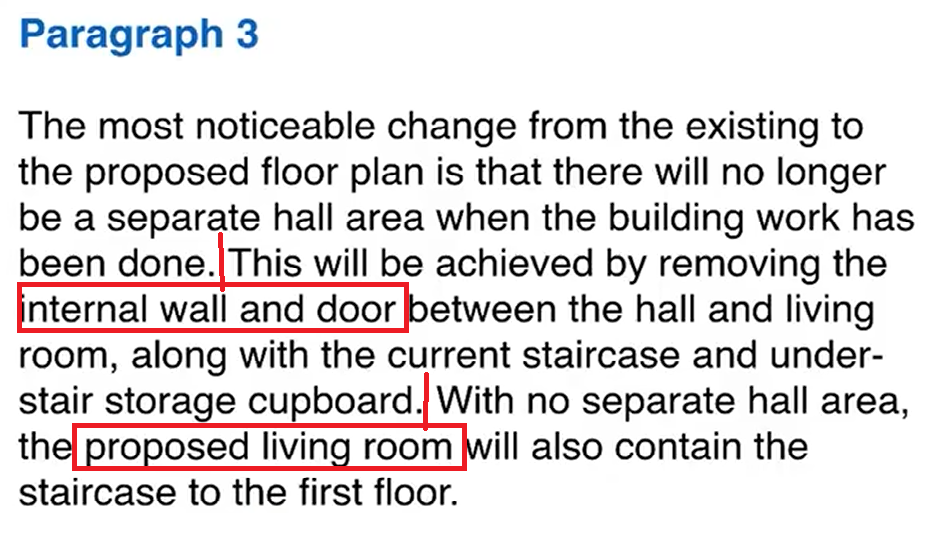 Paragraph 3
The most noticeable change from the existing to
the proposed floor plan is that there will no longer
be a separate hall area when the building work has
been done. This will be achieved by removing the
internal wall and door between the hall and living
room, along with the current staircase and under-
stair storage cupboard. With no separate hall area,
the proposed living room will also contain the
staircase to the first floor.